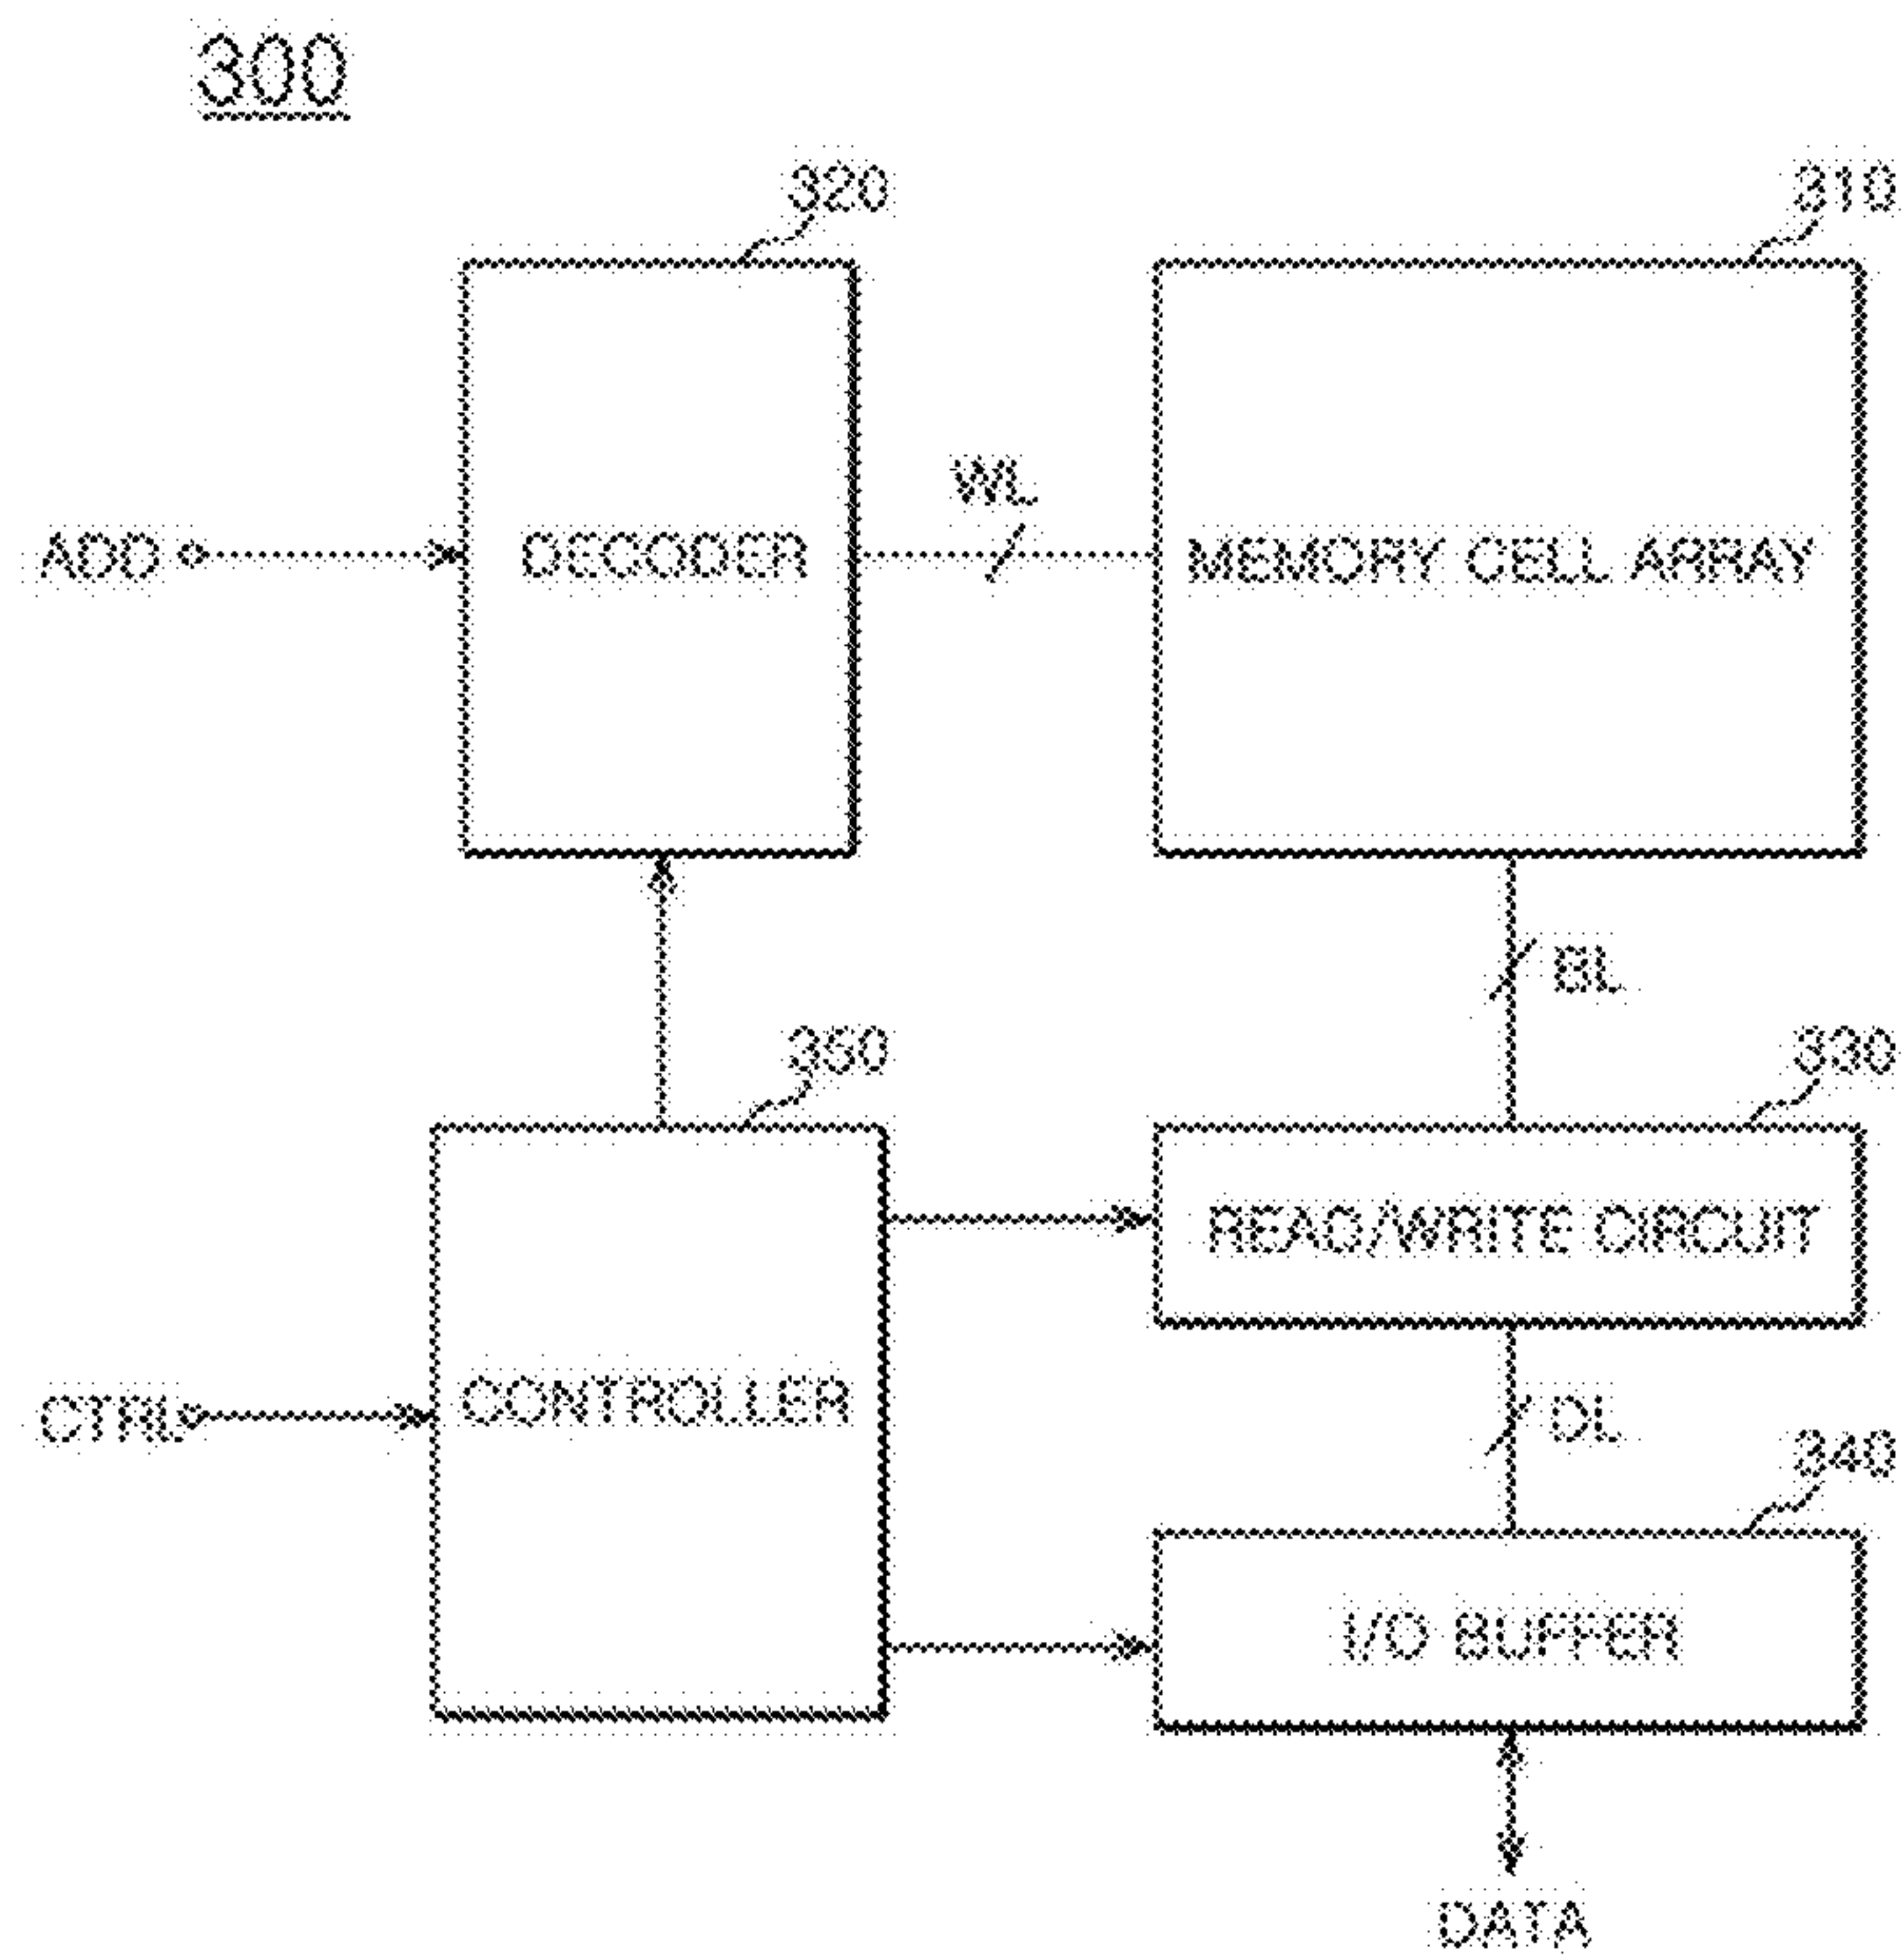 300
320
310
WL
ADD
DECODER
MEMORY CELL ARRAY
BL
350
330
READ/WRITE CIRCUIT
CTRL
CONTROLLER
DL
340
I/O BUFFER
DATA